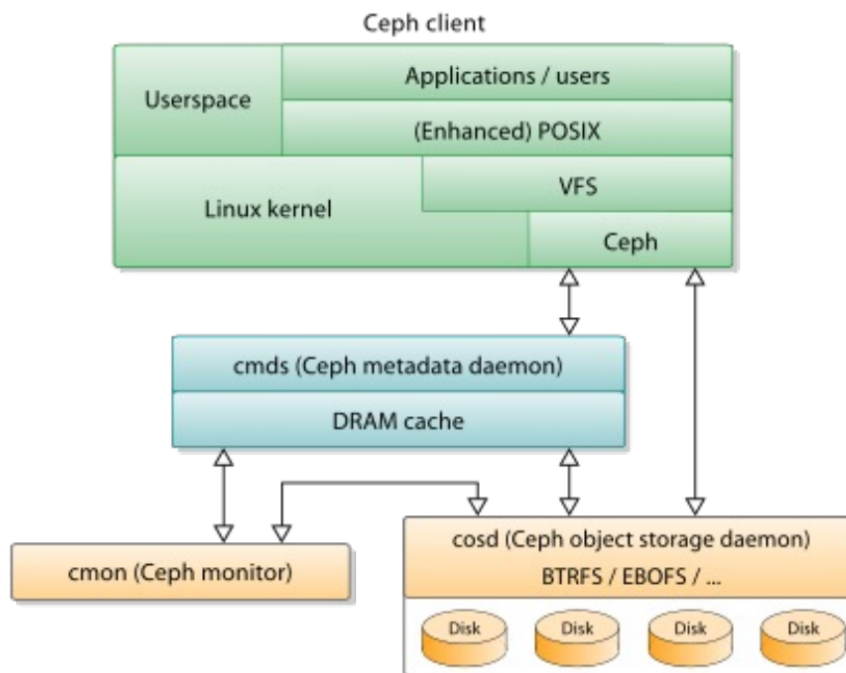 Ceph client
Userspace
Applications / users
(Enhanced) POSIX
Linux kernel
VFS
Ceph
cmds (Ceph metadata daemon)
DRAM cache
cmon (Ceph monitor)
cosd (Ceph object storage daemon)
BTRFS / EBOFS / ...
Disk Disk Disk Disk